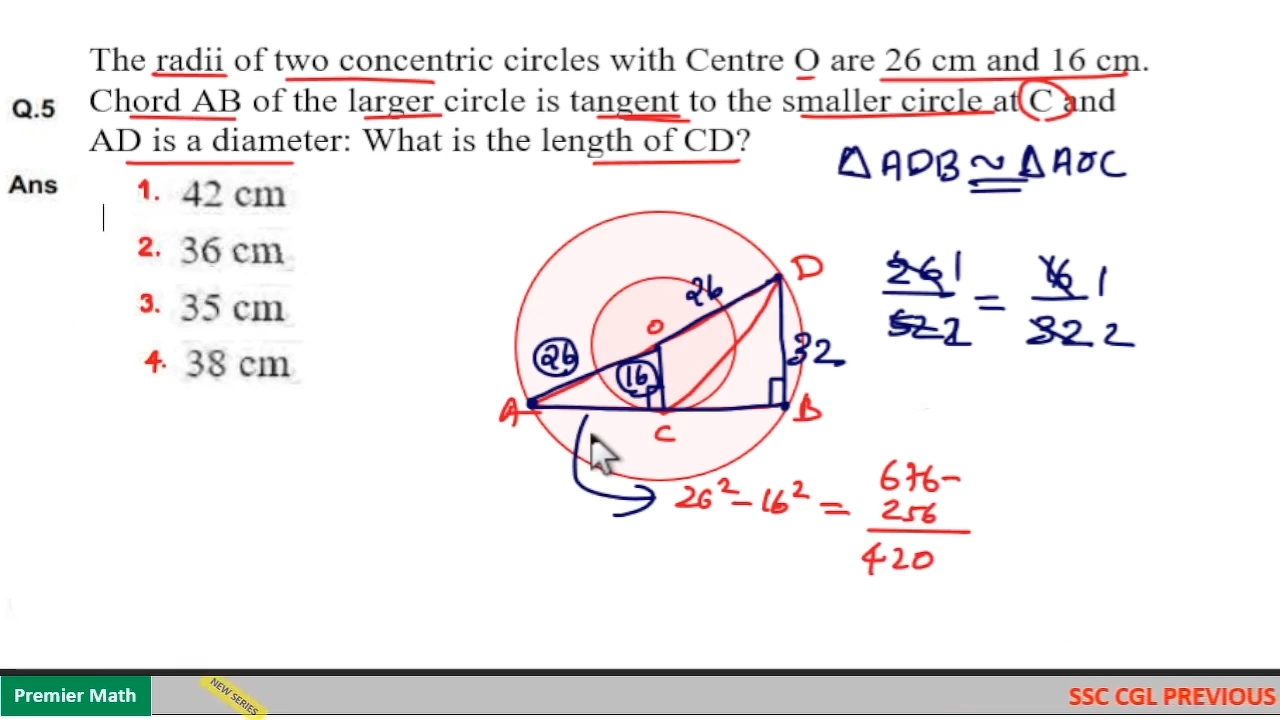 The radii of two concentric circles with Centre O are 26 cm and 16 cm.
Q.5 Chord AB of the larger circle is tangent to the smaller circle at C and
AD is a diameter: What is the length of CD?
Ans
1. 42 cm
2. 36 cm
3. 35 cm
4. 38 cm
Δ ADB ~ Δ AOC
26 1 = 16 1
52 2 32 2
D
26
O
26
16
32
A
C
B
26² - 16² = 676 -
256
420
Premier Math
NEW SERIES
SSC CGL PREVIOUS